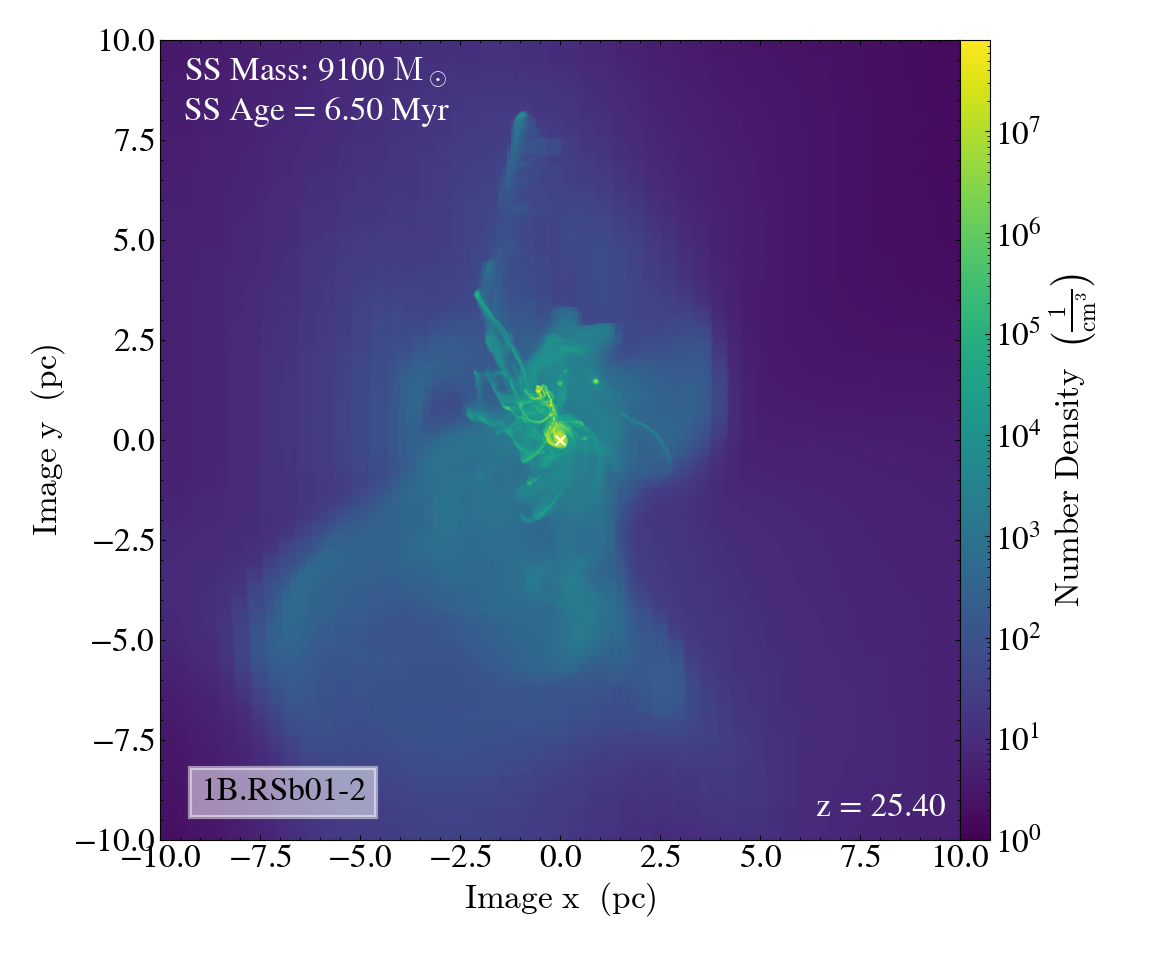 SS Mass: 9100 M⊙
SS Age = 6.50 Myr
1B.RSb01-2
z = 25.40
10.0
7.5
5.0
2.5
0.0
−2.5
−5.0
−7.5
−10.0
Image y (pc)
−10.0 −7.5 −5.0 −2.5 0.0 2.5 5.0 7.5 10.0
Image x (pc)
10⁷
10⁶
10⁵
10⁴
10³
10²
10¹
10⁰
Number Density (1/cm³)